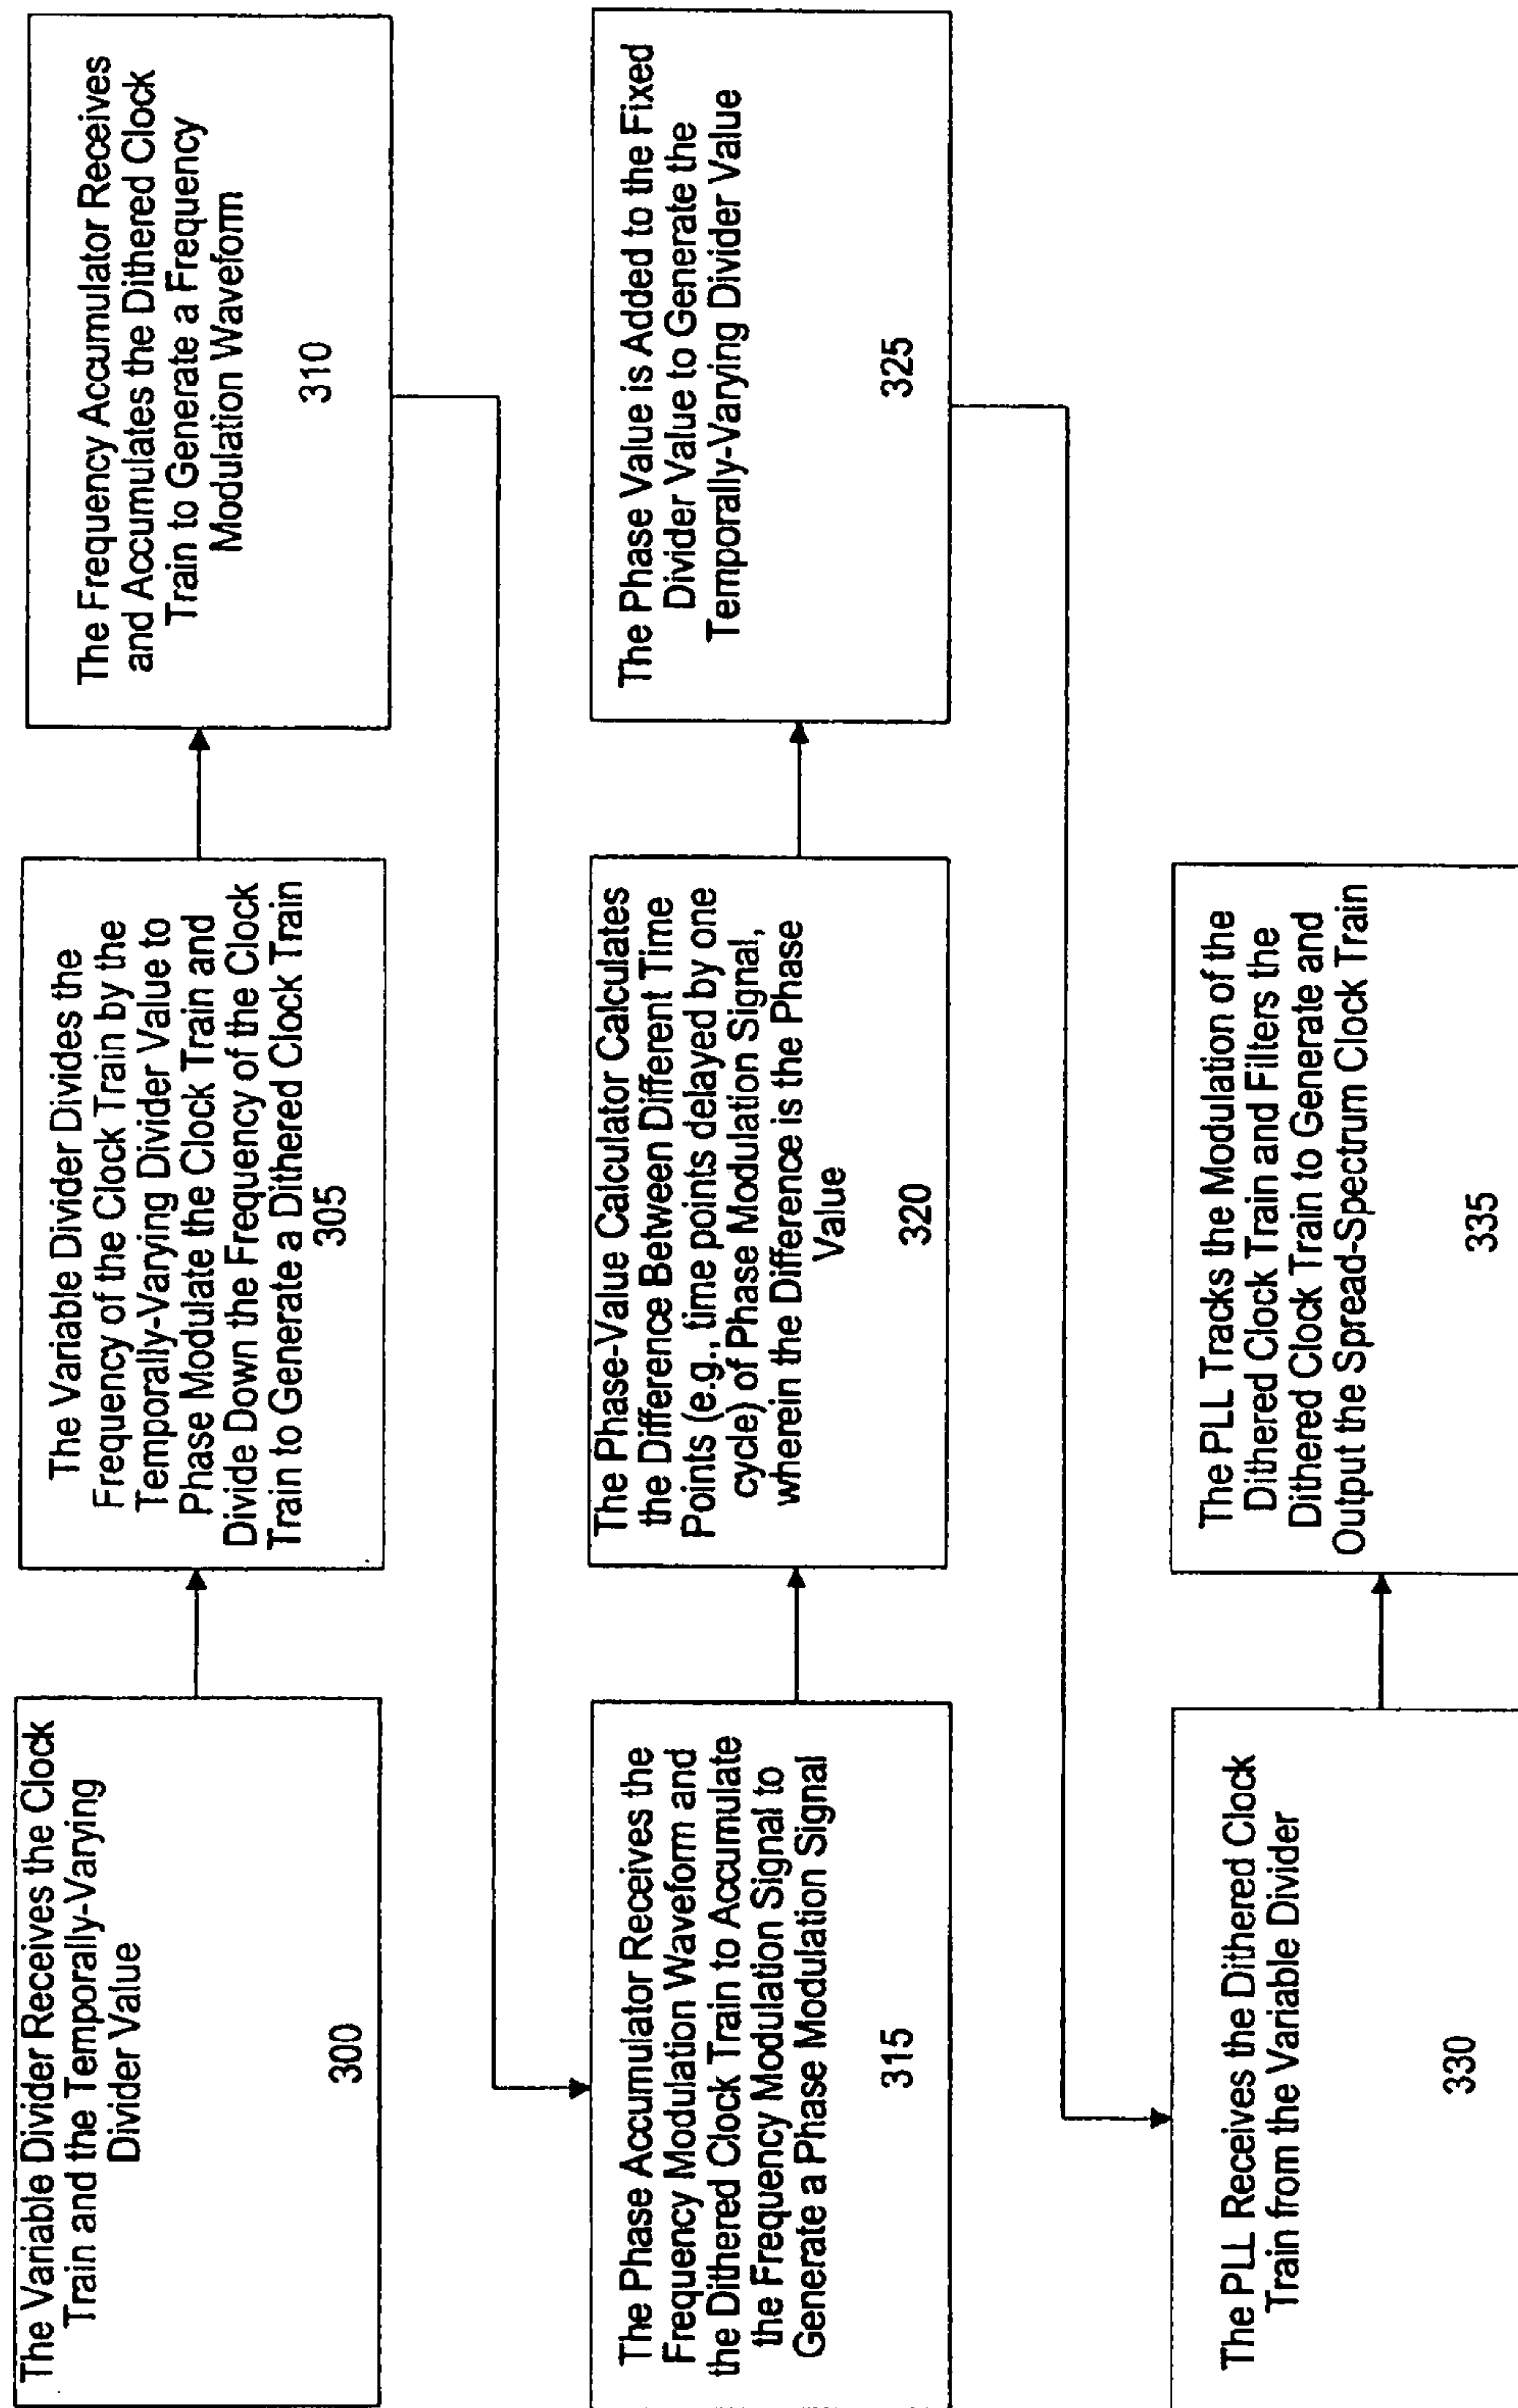 The Variable Divider Receives the Clock
Train and the Temporally-Varying
Divider Value
300
The Variable Divider Divides the
Frequency of the Clock Train by the
Temporally-Varying Divider Value to
Phase Modulate the Clock Train and
Divide Down the Frequency of the Clock
Train to Generate a Dithered Clock Train
305
The Frequency Accumulator Receives
and Accumulates the Dithered Clock
Train to Generate a Frequency
Modulation Waveform
310
The Phase Accumulator Receives the
Frequency Modulation Waveform and
the Dithered Clock Train to Accumulate
the Frequency Modulation Signal to
Generate a Phase Modulation Signal
315
The Phase-Value Calculator Calculates
the Difference Between Different Time
Points (e.g., time points delayed by one
cycle) of Phase Modulation Signal,
wherein the Difference is the Phase
Value
320
The Phase Value is Added to the Fixed
Divider Value to Generate the
Temporally-Varying Divider Value
325
The PLL Receives the Dithered Clock
Train from the Variable Divider
330
The PLL Tracks the Modulation of the
Dithered Clock Train and Filters the
Dithered Clock Train to Generate and
Output the Spread-Spectrum Clock Train
335